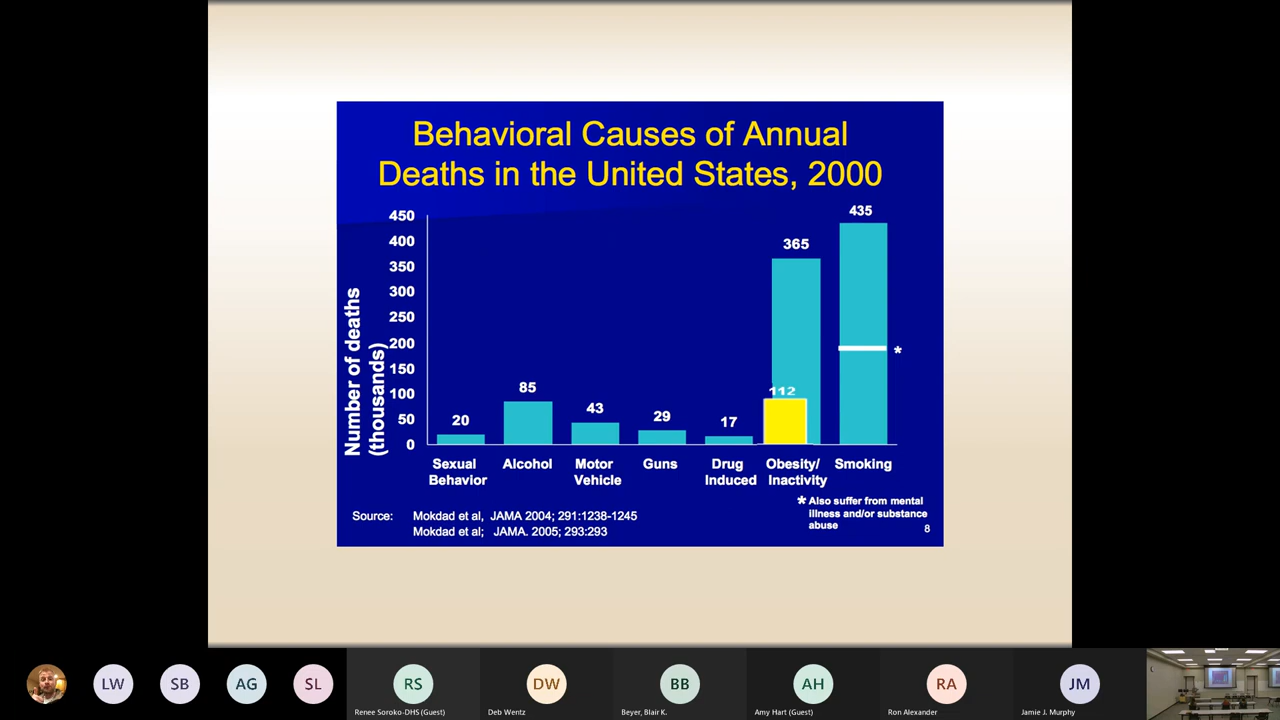 Behavioral Causes of Annual
Deaths in the United States, 2000
Number of deaths
(thousands)
450
400
350
300
250
200
150
100
50
0
20
85
43
29
17
112
365
435
*
Sexual
Behavior
Alcohol
Motor
Vehicle
Guns
Drug
Induced
Obesity/
Inactivity
Smoking
* Also suffer from mental
illness and/or substance
abuse
Source: Mokdad et al, JAMA 2004; 291:1238-1245
Mokdad et al; JAMA. 2005; 293:293
8
LW
SB
AG
SL
RS
Renee Soroko-DHS (Guest)
DW
Deb Wentz
BB
Beyer, Blair K.
AH
Amy Hart (Guest)
RA
Ron Alexander
JM
Jamie J. Murphy